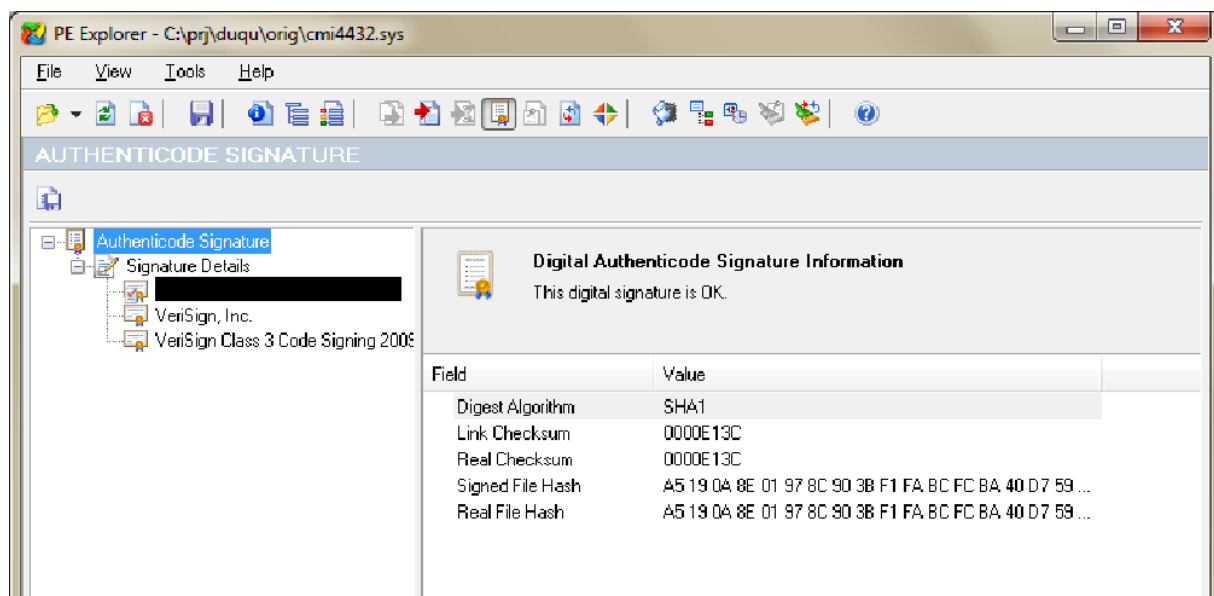 PE Explorer - C:\prj\duqu\orig\cmi4432.sys
File View Tools Help
AUTHENTICODE SIGNATURE
Authenticode Signature
Signature Details
VeriSign, Inc.
VeriSign Class 3 Code Signing 2009
Digital Authenticode Signature Information
This digital signature is OK.
Field Value
Digest Algorithm SHA1
Link Checksum 0000E13C
Real Checksum 0000E13C
Signed File Hash A5 19 0A 8E 01 97 8C 90 3B F1 FA BC FC BA 40 D7 59 ...
Real File Hash A5 19 0A 8E 01 97 8C 90 3B F1 FA BC FC BA 40 D7 59 ...